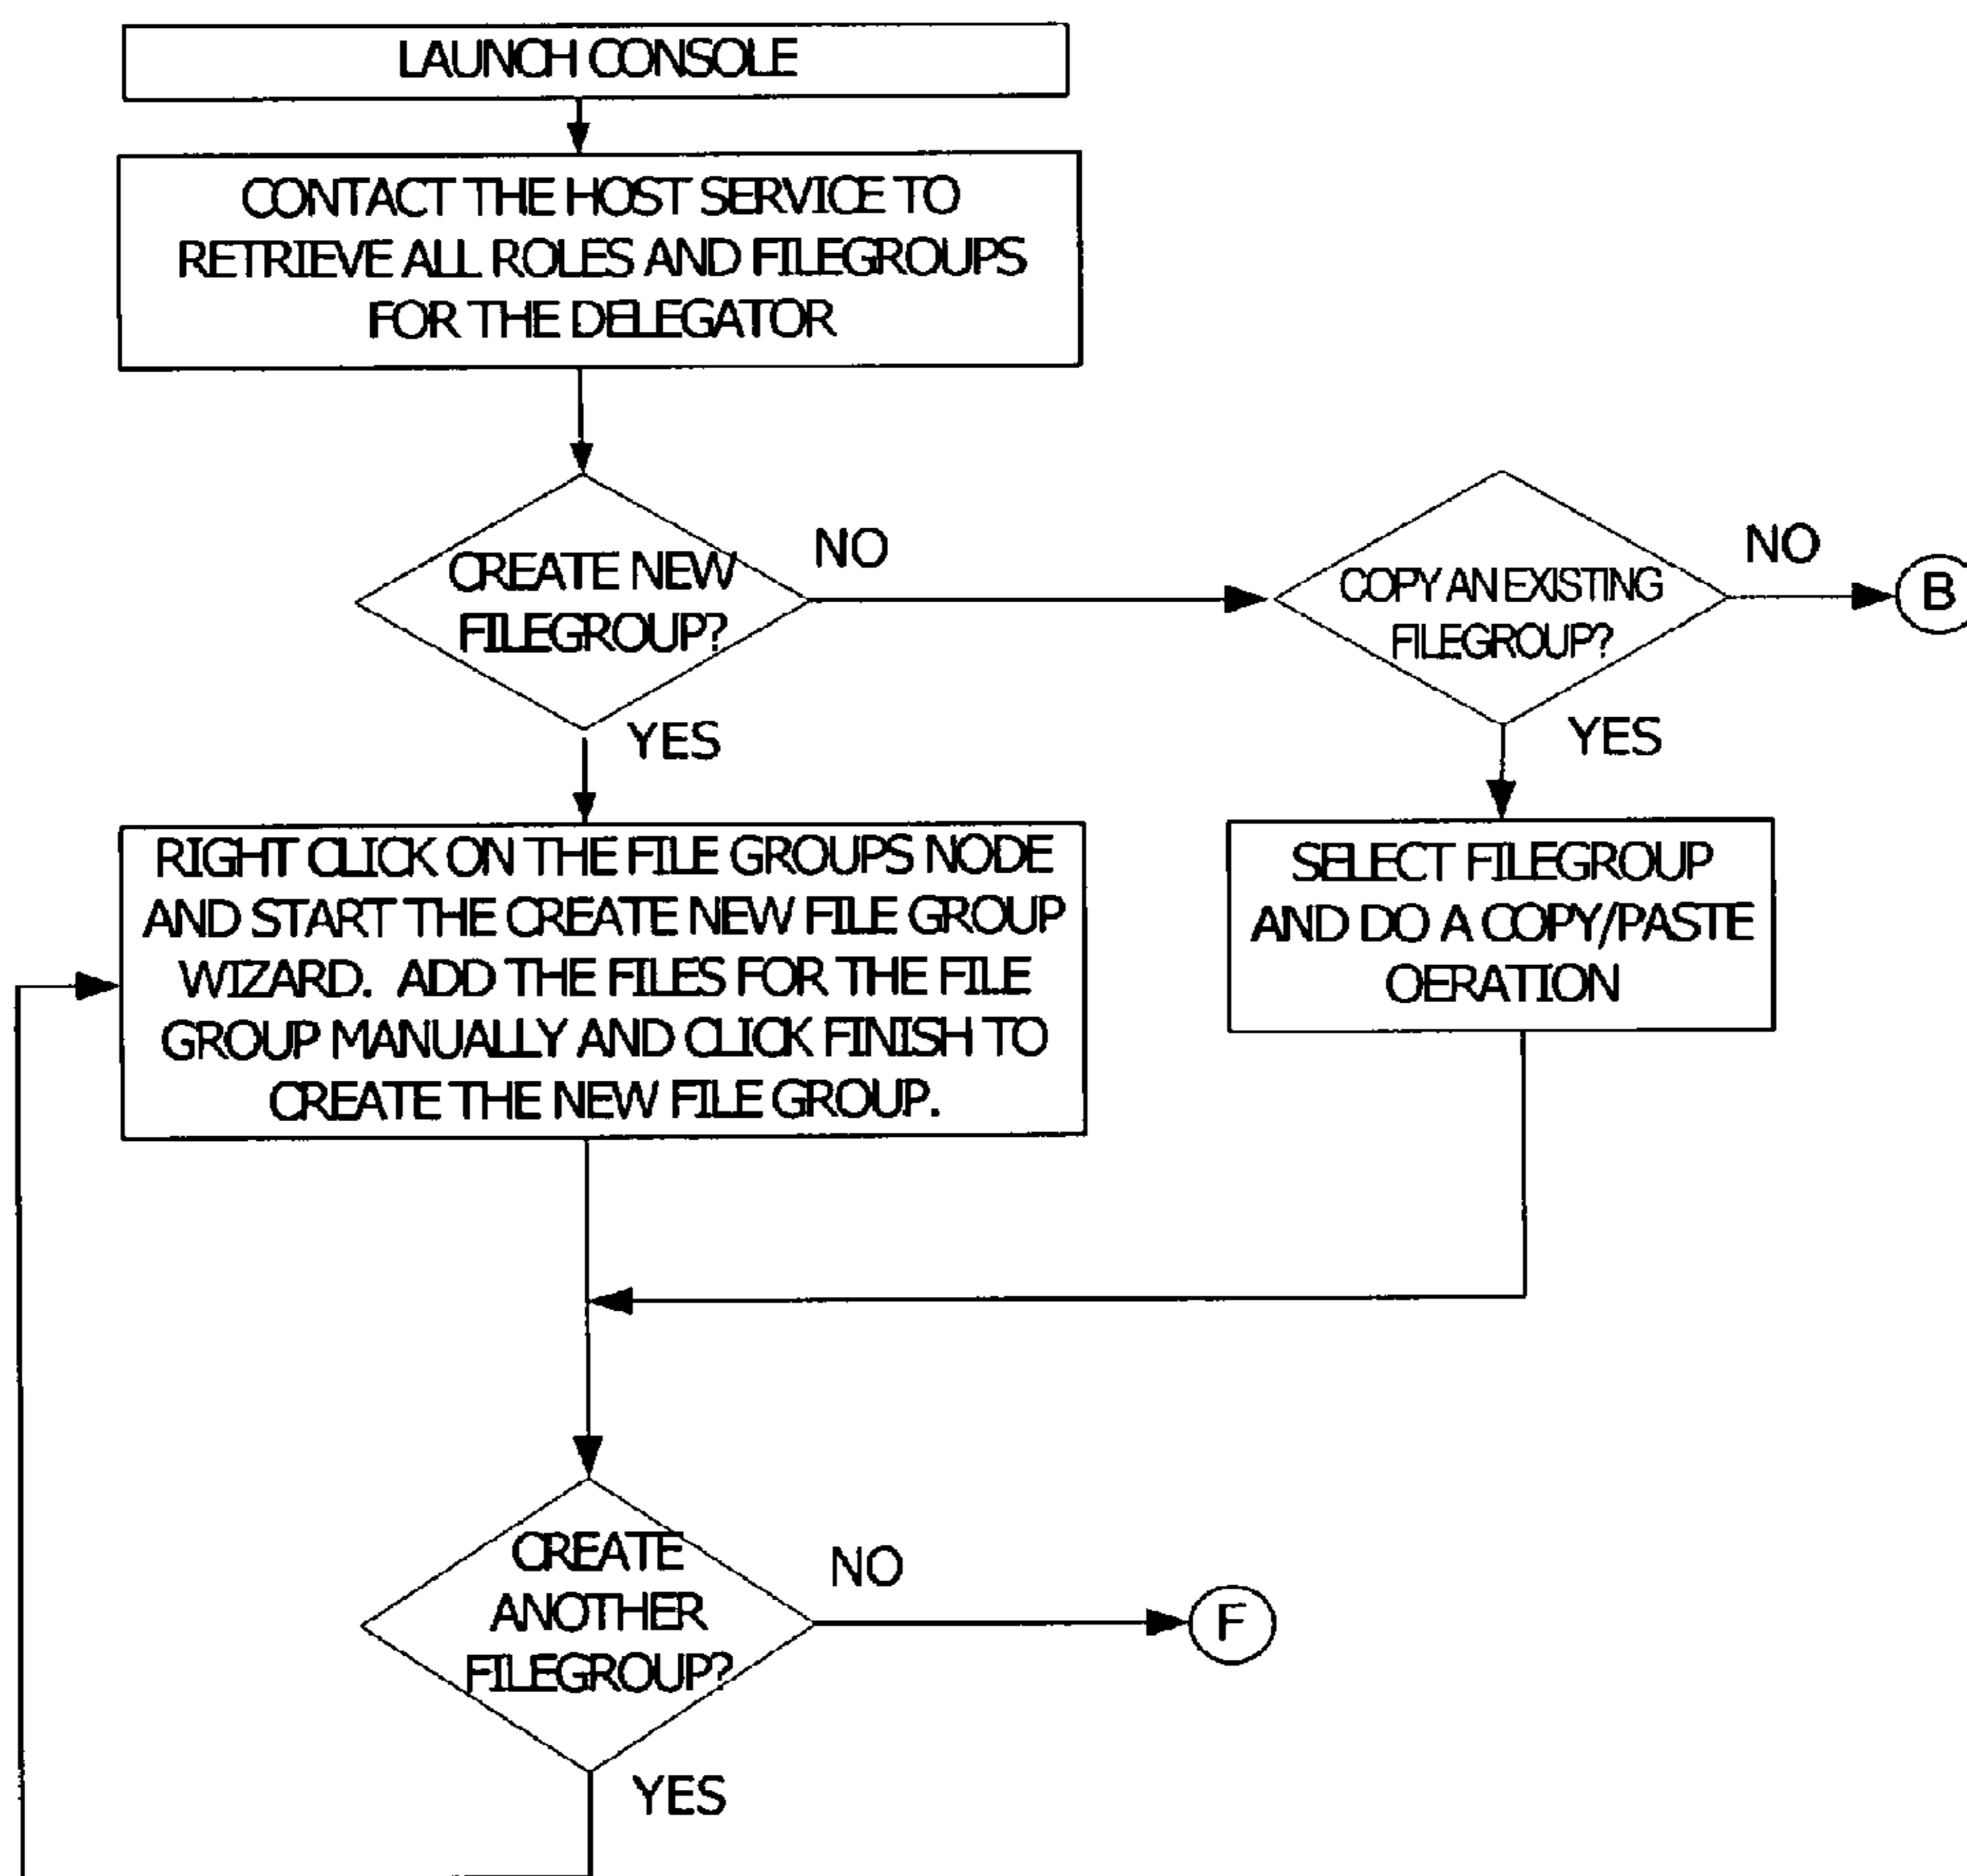 LAUNCH CONSOLE
CONTACT THE HOST SERVICE TO
RETRIEVE ALL ROLES AND FILEGROUPS
FOR THE DELEGATOR
CREATE NEW
FILEGROUP?
NO
YES
COPY AN EXISTING
FILEGROUP?
NO
B
YES
RIGHT CLICK ON THE FILE GROUPS NODE
AND START THE CREATE NEW FILE GROUP
WIZARD. ADD THE FILES FOR THE FILE
GROUP MANUALLY AND CLICK FINISH TO
CREATE THE NEW FILE GROUP.
SELECT FILEGROUP
AND DO A COPY/PASTE
OERATION
CREATE
ANOTHER
FILEGROUP?
NO
F
YES